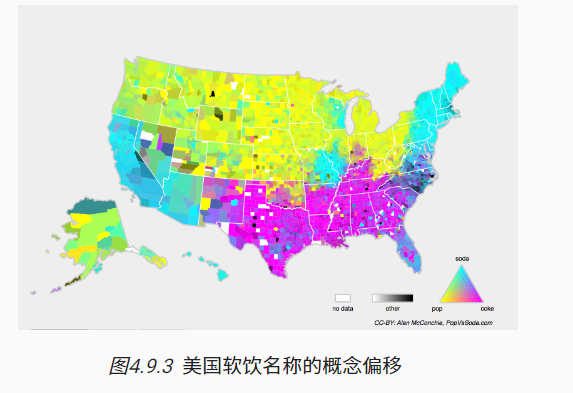 soda
no data
other
pop
coke
CC-BY: Alan McConchie, PopVsSoda.com
图4.9.3 美国软饮名称的概念偏移